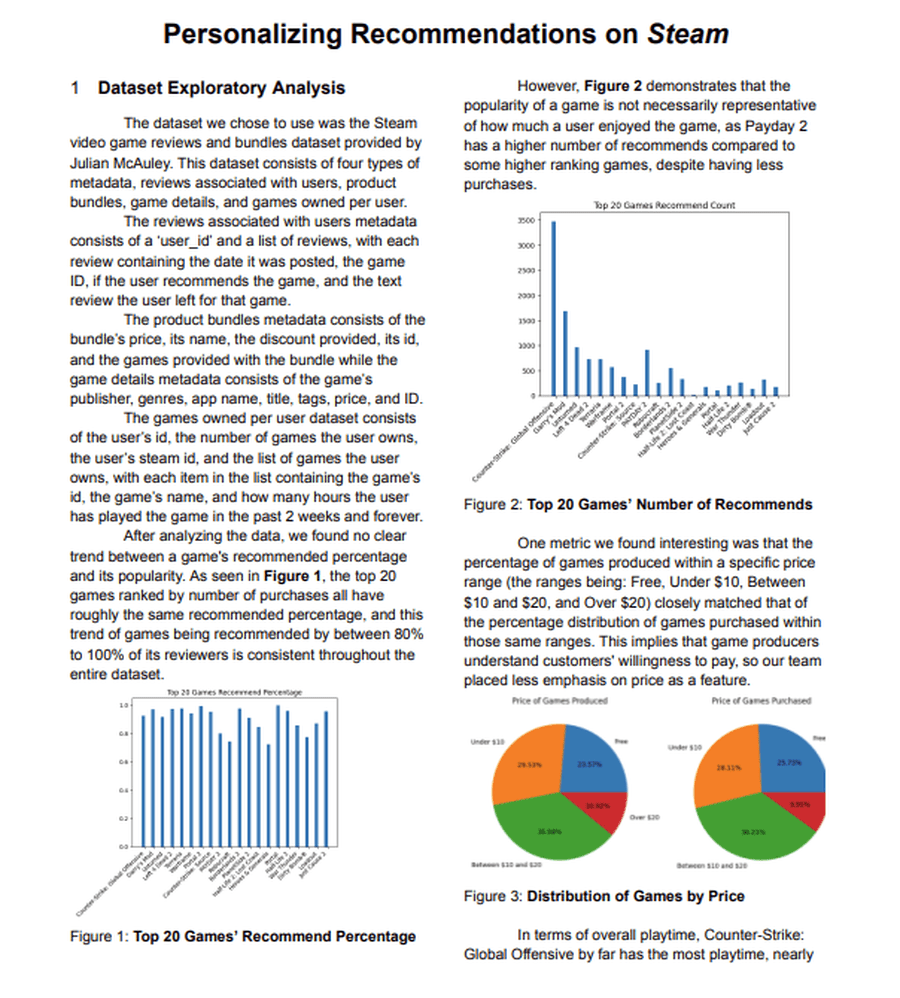 Personalizing Recommendations on Steam
1 Dataset Exploratory Analysis
The dataset we chose to use was the Steam
video game reviews and bundles dataset provided by
Julian McAuley. This dataset consists of four types of
metadata, reviews associated with users, product
bundles, game details, and games owned per user.
The reviews associated with users metadata
consists of a ‘user_id’ and a list of reviews, with each
review containing the date it was posted, the game
ID, if the user recommends the game, and the text
review the user left for that game.
The product bundles metadata consists of the
bundle’s price, its name, the discount provided, its id,
and the games provided with the bundle while the
game details metadata consists of the game’s
publisher, genres, app name, title, tags, price, and ID.
The games owned per user dataset consists
of the user’s id, the number of games the user owns,
the user’s steam id, and the list of games the user
owns, with each item in the list containing the game’s
id, the game’s name, and how many hours the user
has played the game in the past 2 weeks and forever.
After analyzing the data, we found no clear
trend between a game's recommended percentage
and its popularity. As seen in Figure 1, the top 20
games ranked by number of purchases all have
roughly the same recommended percentage, and this
trend of games being recommended by between 80%
to 100% of its reviewers is consistent throughout the
entire dataset.
Top 20 Games Recommend Percentage
1.0
0.8
0.6
0.4
0.2
0.0
Counter-Strike: Global Offensive
Garry's Mod
Unturned
Left 4 Dead 2
Terraria
Warframe
Portal 2
Counter-Strike: Source
PAYDAY 2
Robocraft
Borderlands 2
PlanetSide 2
Half-Life 2: Lost Coast
Heroes & Generals
Portal
Half-Life 2
War Thunder
Dirty Bomb®
Loadout
Just Cause 2
Figure 1: Top 20 Games’ Recommend Percentage
However, Figure 2 demonstrates that the
popularity of a game is not necessarily representative
of how much a user enjoyed the game, as Payday 2
has a higher number of recommends compared to
some higher ranking games, despite having less
purchases.
Top 20 Games Recommend Count
3500
3000
2500
2000
1500
1000
500
0
Counter-Strike: Global Offensive
Garry's Mod
Unturned
Left 4 Dead 2
Terraria
Warframe
Portal 2
Counter-Strike: Source
PAYDAY 2
Robocraft
Borderlands 2
PlanetSide 2
Half-Life 2: Lost Coast
Heroes & Generals
Portal
Half-Life 2
War Thunder
Dirty Bomb®
Loadout
Just Cause 2
Figure 2: Top 20 Games’ Number of Recommends
One metric we found interesting was that the
percentage of games produced within a specific price
range (the ranges being: Free, Under $10, Between
$10 and $20, and Over $20) closely matched that of
the percentage distribution of games purchased within
those same ranges. This implies that game producers
understand customers' willingness to pay, so our team
placed less emphasis on price as a feature.
Price of Games Produced
Under $10
Free
29.53%
23.57%
10.92%
Over $20
Between $10 and $20
Price of Games Purchased
Under $10
Free
28.11%
25.73%
36.21%
Between $10 and $20
Figure 3: Distribution of Games by Price
In terms of overall playtime, Counter-Strike:
Global Offensive by far has the most playtime, nearly